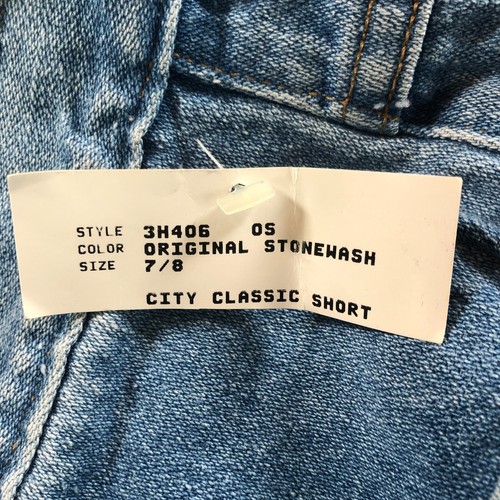 STYLE 3H406 OS
COLOR ORIGINAL STONEWASH
SIZE 7/8
CITY CLASSIC SHORT